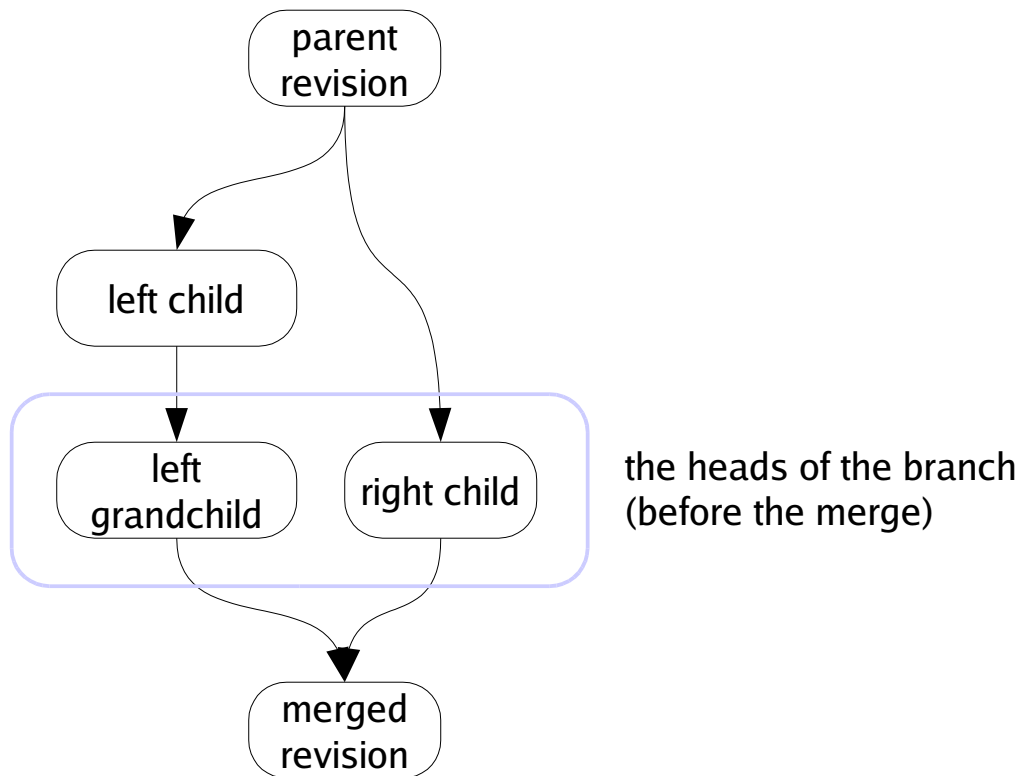 parent
revision
left child
left
grandchild
right child
the heads of the branch
(before the merge)
merged
revision